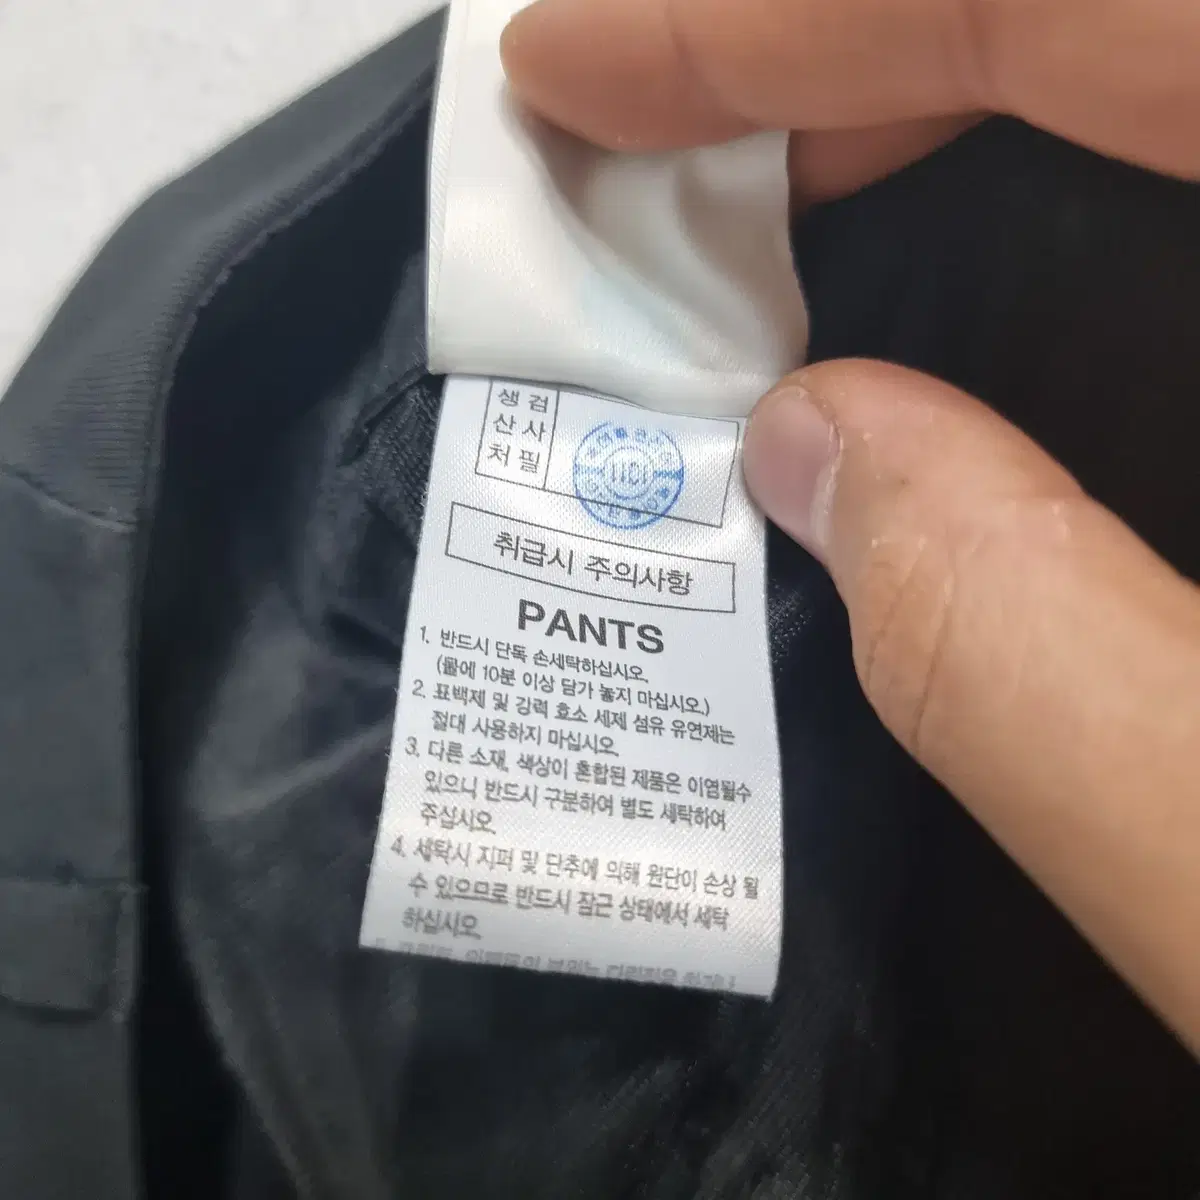 생 검
산 사
처 필
취급시 주의사항
PANTS
1. 반드시 단독 손세탁하십시오.
(물에 10분 이상 담가 놓지 마십시오.)
2. 표백제 및 강력 효소 세제 섬유 유연제는
절대 사용하지 마십시오.
3. 다른 소재, 색상이 혼합된 제품은 이염될수
있으니 반드시 구분하여 별도 세탁하여
주십시오.
4. 세탁시 지퍼 및 단추에 의해 원단이 손상 될
수 있으므로 반드시 잠근 상태에서 세탁
하십시오.